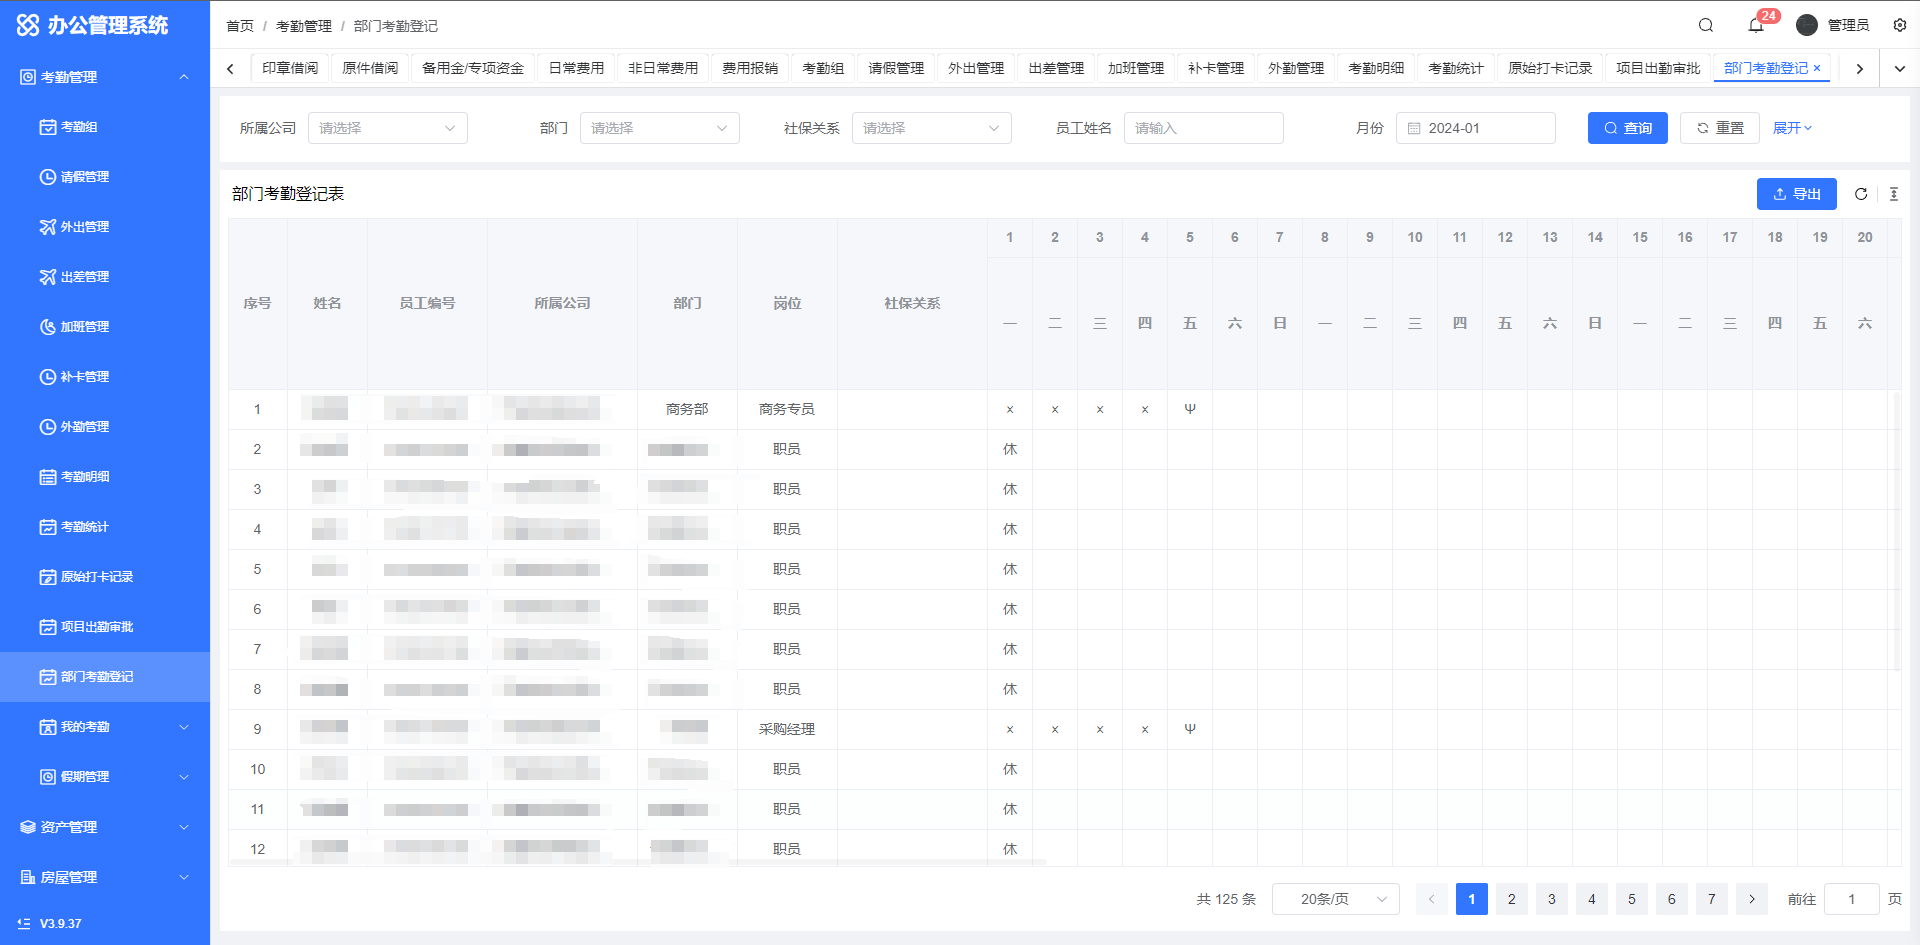 办公管理系统
首页 / 考勤管理 / 部门考勤登记
24
管理员
印章借阅 原件借阅 备用金/专项资金 日常费用 非日常费用 费用报销 考勤组 请假管理 外出管理 出差管理 加班管理 补卡管理 外勤管理 考勤明细 考勤统计 原始打卡记录 项目出勤审批 部门考勤登记 ×
考勤管理
考勤组
请假管理
外出管理
出差管理
加班管理
补卡管理
外勤管理
考勤明细
考勤统计
原始打卡记录
项目出勤审批
部门考勤登记
我的考勤
假期管理
资产管理
房屋管理
V3.9.37
所属公司 请选择 部门 请选择 社保关系 请选择 员工姓名 请输入 月份 2024-01 查询 重置 展开
部门考勤登记表 导出
序号 姓名 员工编号 所属公司 部门 岗位 社保关系
1 2 3 4 5 6 7 8 9 10 11 12 13 14 15 16 17 18 19 20
一 二 三 四 五 六 日 一 二 三 四 五 六 日 一 二 三 四 五 六
1 商务部 商务专员 × × × × Ψ
2 职员 休
3 职员 休
4 职员 休
5 职员 休
6 职员 休
7 职员 休
8 职员 休
9 采购经理 × × × × Ψ
10 职员 休
11 职员 休
12 职员 休
共 125 条 20条/页 1 2 3 4 5 6 7 前往 1 页